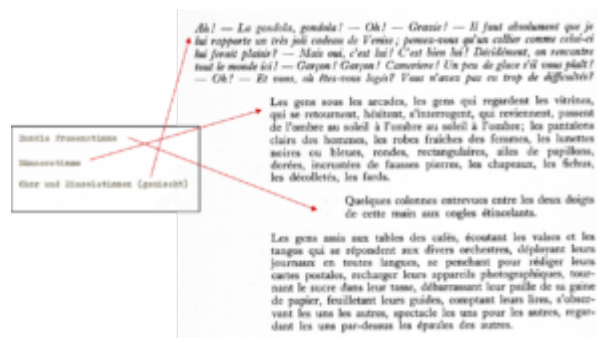 Ah! — La gondola, gondola! — Oh! — Grazie! — Il faut absolument que je
lui rapporte un très joli cadeau de Venise; pensez-vous qu'un collier comme celui-ci
lui ferait plaisir? — Mais oui, c'est lui! C'est bien lui! Décidément, on rencontre
tout le monde ici! — Garçon! Garçon! Cameriere! Un peu de glace s'il vous plaît!
— Oh! — Et vous, où êtes-vous logés? Vous n'avez pas eu trop de difficultés?
Les gens sous les arcades, les gens qui regardent les vitrines,
qui se retournent, hésitent, s'interrogent, qui reviennent, passent
de l'ombre au soleil à l'ombre au soleil à l'ombre; les pantalons
clairs des hommes, les robes fraîches des femmes, les lunettes
noires ou bleues, rondes, rectangulaires, ailes de papillons,
dorées, incrustées de fausses pierres, les chapeaux, les fichus,
les décolletés, les fards.
Dunkle Frauenstimme
Männerstimme
Chor und Einzelstimmen (gemischt)
Quelques colonnes entrevues entre les deux doigts
de cette main aux ongles étincelants.
Les gens assis aux tables des cafés, écoutant les valses et les
tangos qui se répondent aux divers orchestres, déplorant leurs
journaux en toutes langues, se penchant pour rédiger leurs
cartes postales, recharger leurs appareils photographiques, tour-
nant le sucre dans leur tasse, débarrassant leur paille de sa gaine
de papier, feuilletant leurs guides, comptant leurs lires, s'obser-
vant les uns les autres, spectacle les uns pour les autres, regar-
dant les uns par-dessus les épaules des autres.